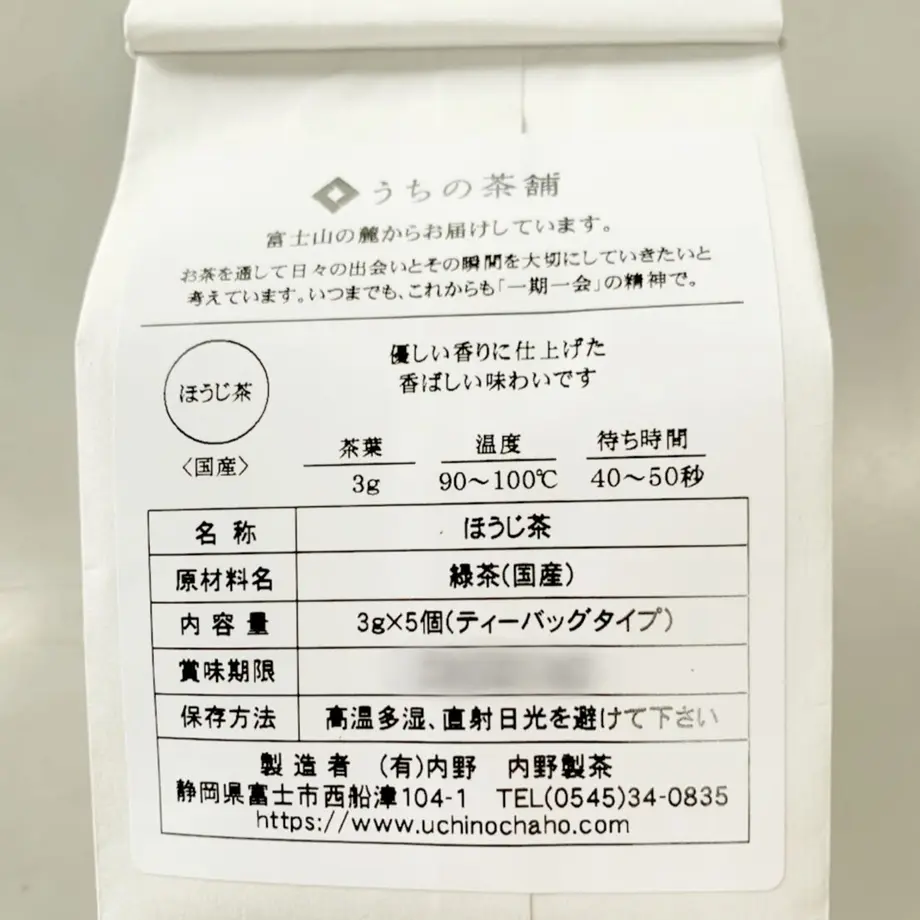 うちの茶舗
富士山の麓からお届けしています。
お茶を通して日々の出会いとその瞬間を大切にしていきたいと
考えています。いつまでも、これからも「一期一会」の精神で。
ほうじ茶
〈国産〉
優しい香りに仕上げた
香ばしい味わいです
茶葉 温度 待ち時間
3g 90〜100℃ 40〜50秒
名称 ほうじ茶
原材料名 緑茶(国産)
内容量 3g×5個(ティーバッグタイプ)
賞味期限
保存方法 高温多湿、直射日光を避けて下さい
製造者 (有)内野 内野製茶
静岡県富士市西船津104-1 TEL(0545)34-0835
https://www.uchinochaho.com